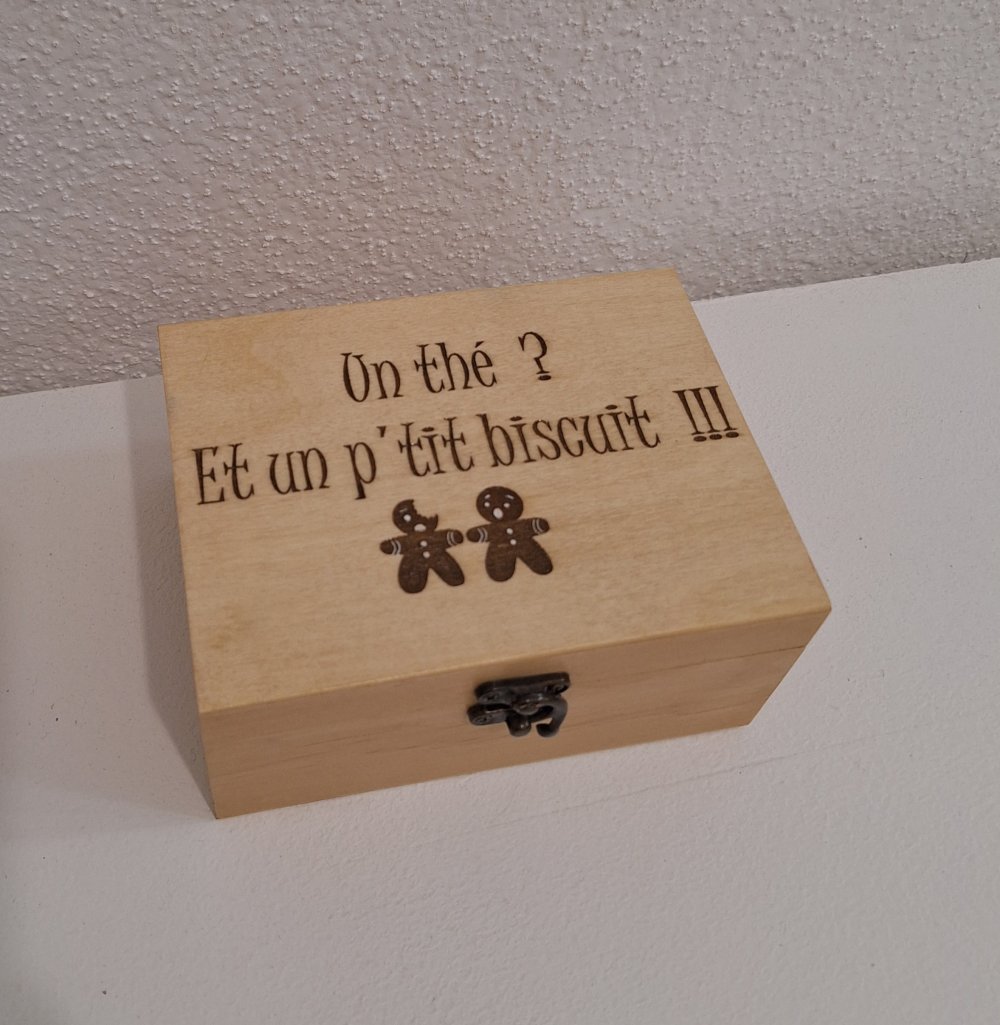 Un thé ?
Et un p'tit biscuit !!!